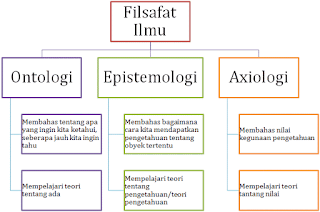 Filsafat
Ilmu
Ontologi
Epistemologi
Axiologi
Membahas tentang apa
yang ingin kita ketahui,
seberapa jauh kita ingin
tahu
Membahas bagaimana
cara kita mendapatkan
pengetahuan tentang
obyek tertentu
Membahas nilai
kegunaan pengetahuan
Mempelajari teori
tentang ada
Mempelajari teori
tentang
pengetahuan/teori
pengetahuan
Mempelajari teori
tantang nilai